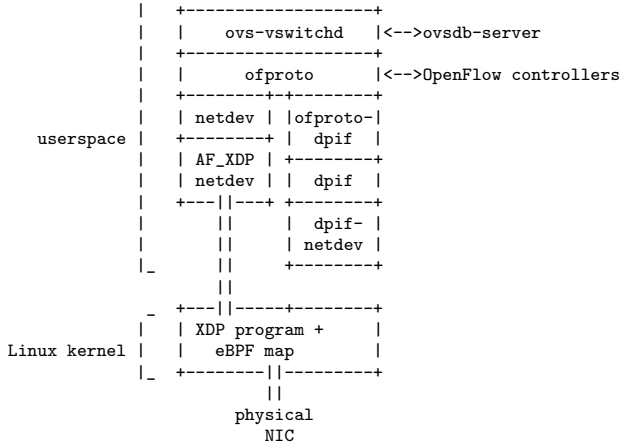 ovs-vswitchd |<-->ovsdb-server
ofproto |<-->OpenFlow controllers
netdev | |ofproto-|
userspace | dpif
AF_XDP
netdev | | dpif
dpif-
netdev
XDP program +
Linux kernel | eBPF map
physical
NIC